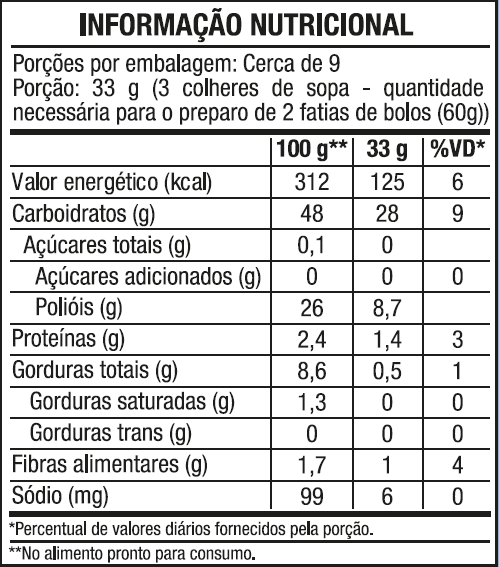 INFORMAÇÃO NUTRICIONAL
Porções por embalagem: Cerca de 9
Porção: 33 g (3 colheres de sopa - quantidade
necessária para o preparo de 2 fatias de bolos (60g))
100 g** 33 g %VD*
Valor energético (kcal) 312 125 6
Carboidratos (g) 48 28 9
Açúcares totais (g) 0,1 0
Açúcares adicionados (g) 0 0 0
Polióis (g) 26 8,7
Proteínas (g) 2,4 1,4 3
Gorduras totais (g) 8,6 0,5 1
Gorduras saturadas (g) 1,3 0 0
Gorduras trans (g) 0 0 0
Fibras alimentares (g) 1,7 1 4
Sódio (mg) 99 6 0
*Percentual de valores diários fornecidos pela porção.
**No alimento pronto para consumo.